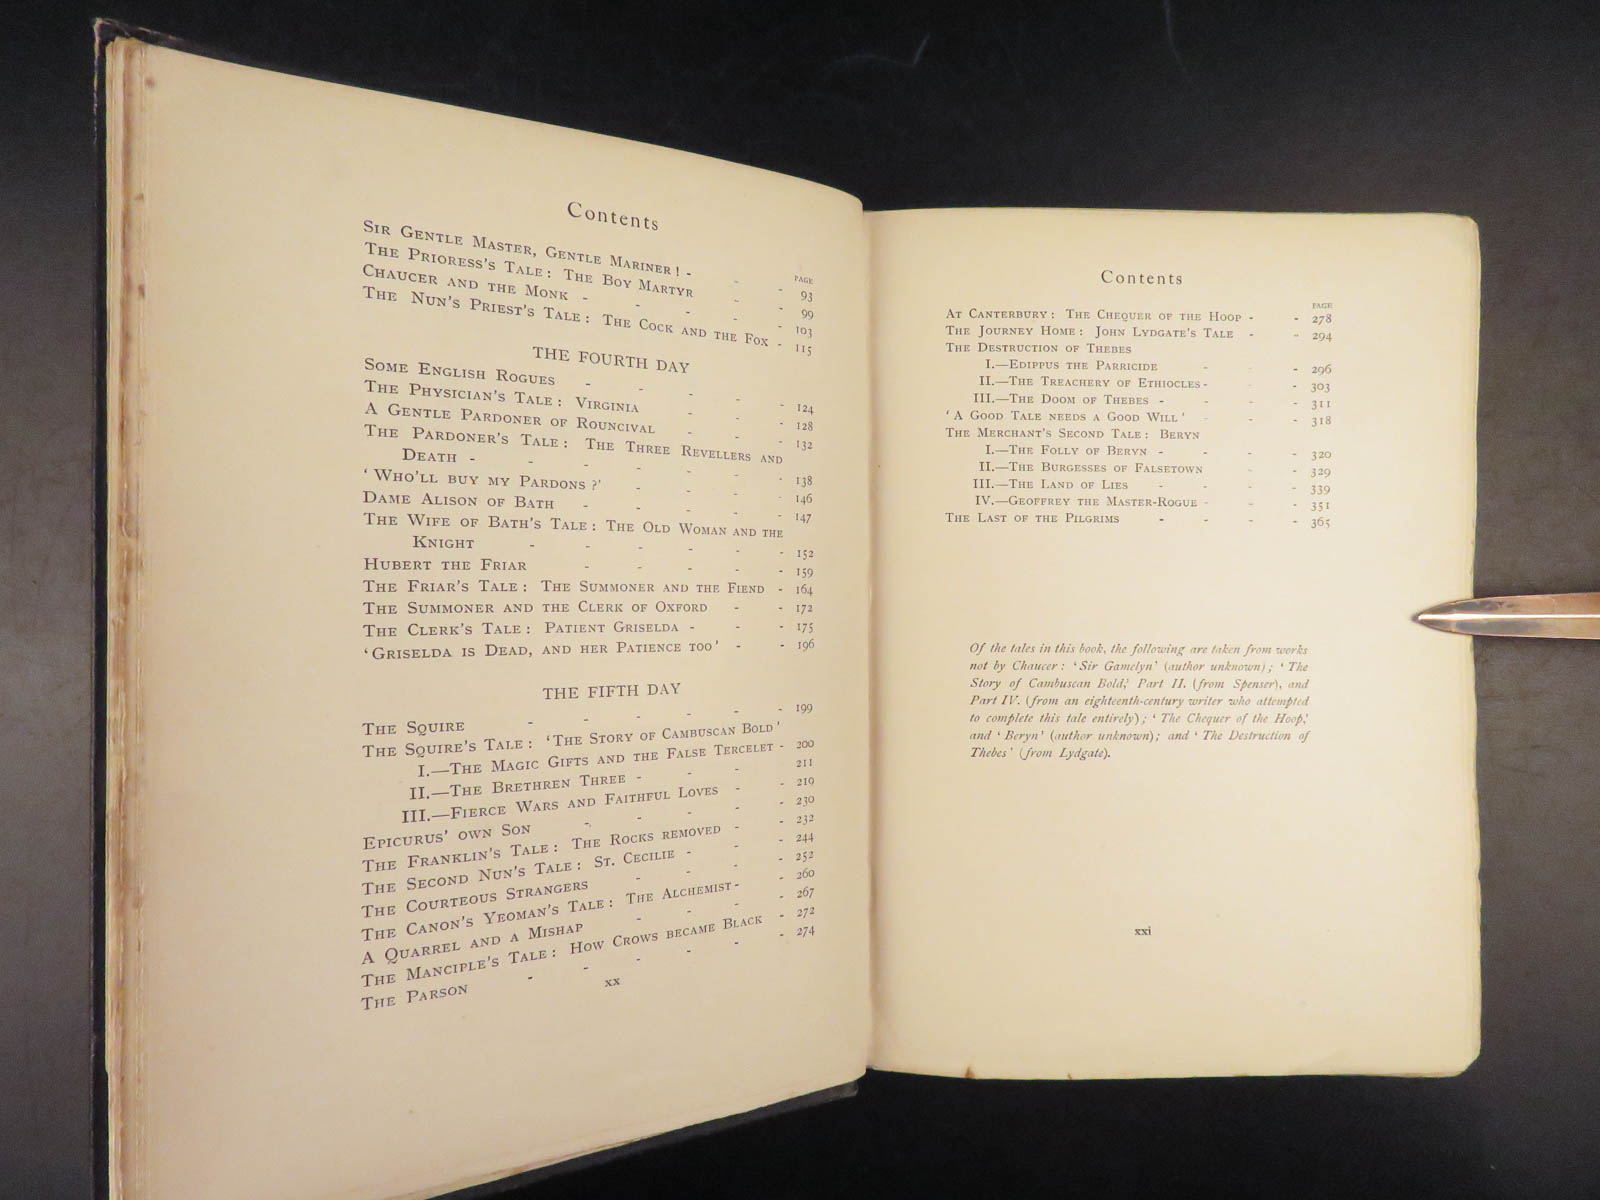 Contents
PAGE
Sir Gentle Master, Gentle Mariner! - - - 93
The Prioress's Tale: The Boy Martyr - - 99
Chaucer and the Monk - - - - - 103
The Nun's Priest's Tale: The Cock and the Fox - 115
THE FOURTH DAY
Some English Rogues - - - - - 124
The Physician's Tale: Virginia - - - 128
A Gentle Pardoner of Rouncival - - - 132
The Pardoner's Tale: The Three Revellers and
Death - - - - - - - 138
'Who'll buy my Pardons?' - - - - 146
Dame Alison of Bath - - - - - 147
The Wife of Bath's Tale: The Old Woman and the
Knight - - - - - - 152
Hubert the Friar - - - - - 159
The Friar's Tale: The Summoner and the Fiend - 164
The Summoner and the Clerk of Oxford - - 172
The Clerk's Tale: Patient Griselda - - - 175
'Griselda is Dead, and her Patience too' - - 196
THE FIFTH DAY
The Squire - - - - - - 199
The Squire's Tale: 'The Story of Cambuscan Bold'
I.—The Magic Gifts and the False Tercelet - 200
II.—The Brethren Three - - - 211
III.—Fierce Wars and Faithful Loves - - 219
Epicurus' own Son - - - - - 230
The Franklin's Tale: The Rocks removed - - 232
The Second Nun's Tale: St. Cecilie - - - 244
The Courteous Strangers - - - - 252
The Canon's Yeoman's Tale: The Alchemist - - 260
A Quarrel and a Mishap - - - - 267
The Manciple's Tale: How Crows became Black - 272
The Parson - - - - - - 274
xx
Contents
PAGE
At Canterbury: The Chequer of the Hoop - - 278
The Journey Home: John Lydgate's Tale - - 294
The Destruction of Thebes
I.—Edippus the Parricide - - - 296
II.—The Treachery of Ethiocles - - - 303
III.—The Doom of Thebes - - - - 311
'A Good Tale needs a Good Will' - - - 318
The Merchant's Second Tale: Beryn
I.—The Folly of Beryn - - - - 320
II.—The Burgesses of Falsetown - - 329
III.—The Land of Lies - - - - 339
IV.—Geoffrey the Master-Rogue - - - 351
The Last of the Pilgrims - - - - 365
Of the tales in this book, the following are taken from works
not by Chaucer: 'Sir Gamelyn' (author unknown); 'The
Story of Cambuscan Bold,' Part II. (from Spenser), and
Part IV. (from an eighteenth-century writer who attempted
to complete this tale entirely); 'The Chequer of the Hoop,'
and 'Beryn' (author unknown); and 'The Destruction of
Thebes' (from Lydgate).
xxi